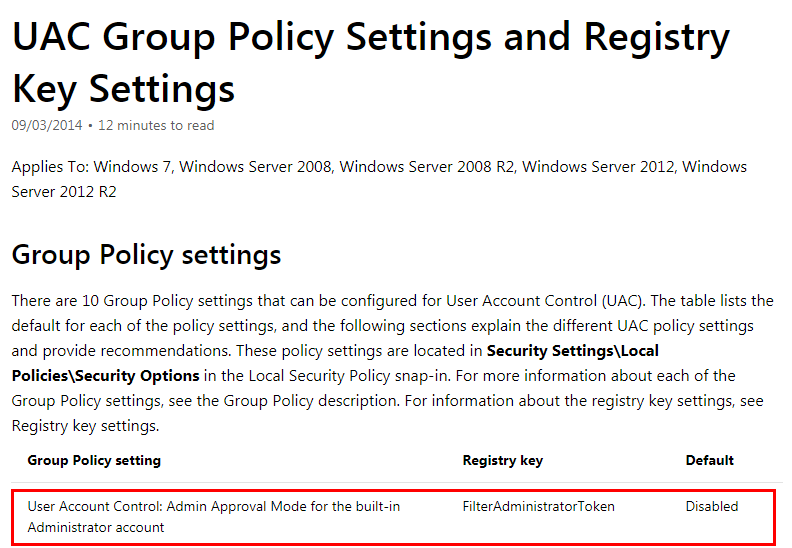 UAC Group Policy Settings and Registry
Key Settings
09/03/2014 • 12 minutes to read
Applies To: Windows 7, Windows Server 2008, Windows Server 2008 R2, Windows Server 2012, Windows
Server 2012 R2
Group Policy settings
There are 10 Group Policy settings that can be configured for User Account Control (UAC). The table lists the
default for each of the policy settings, and the following sections explain the different UAC policy settings
and provide recommendations. These policy settings are located in Security Settings\Local
Policies\Security Options in the Local Security Policy snap-in. For more information about each of the
Group Policy settings, see the Group Policy description. For information about the registry key settings, see
Registry key settings.
Group Policy setting Registry key Default
User Account Control: Admin Approval Mode for the built-in FilterAdministratorToken Disabled
Administrator account